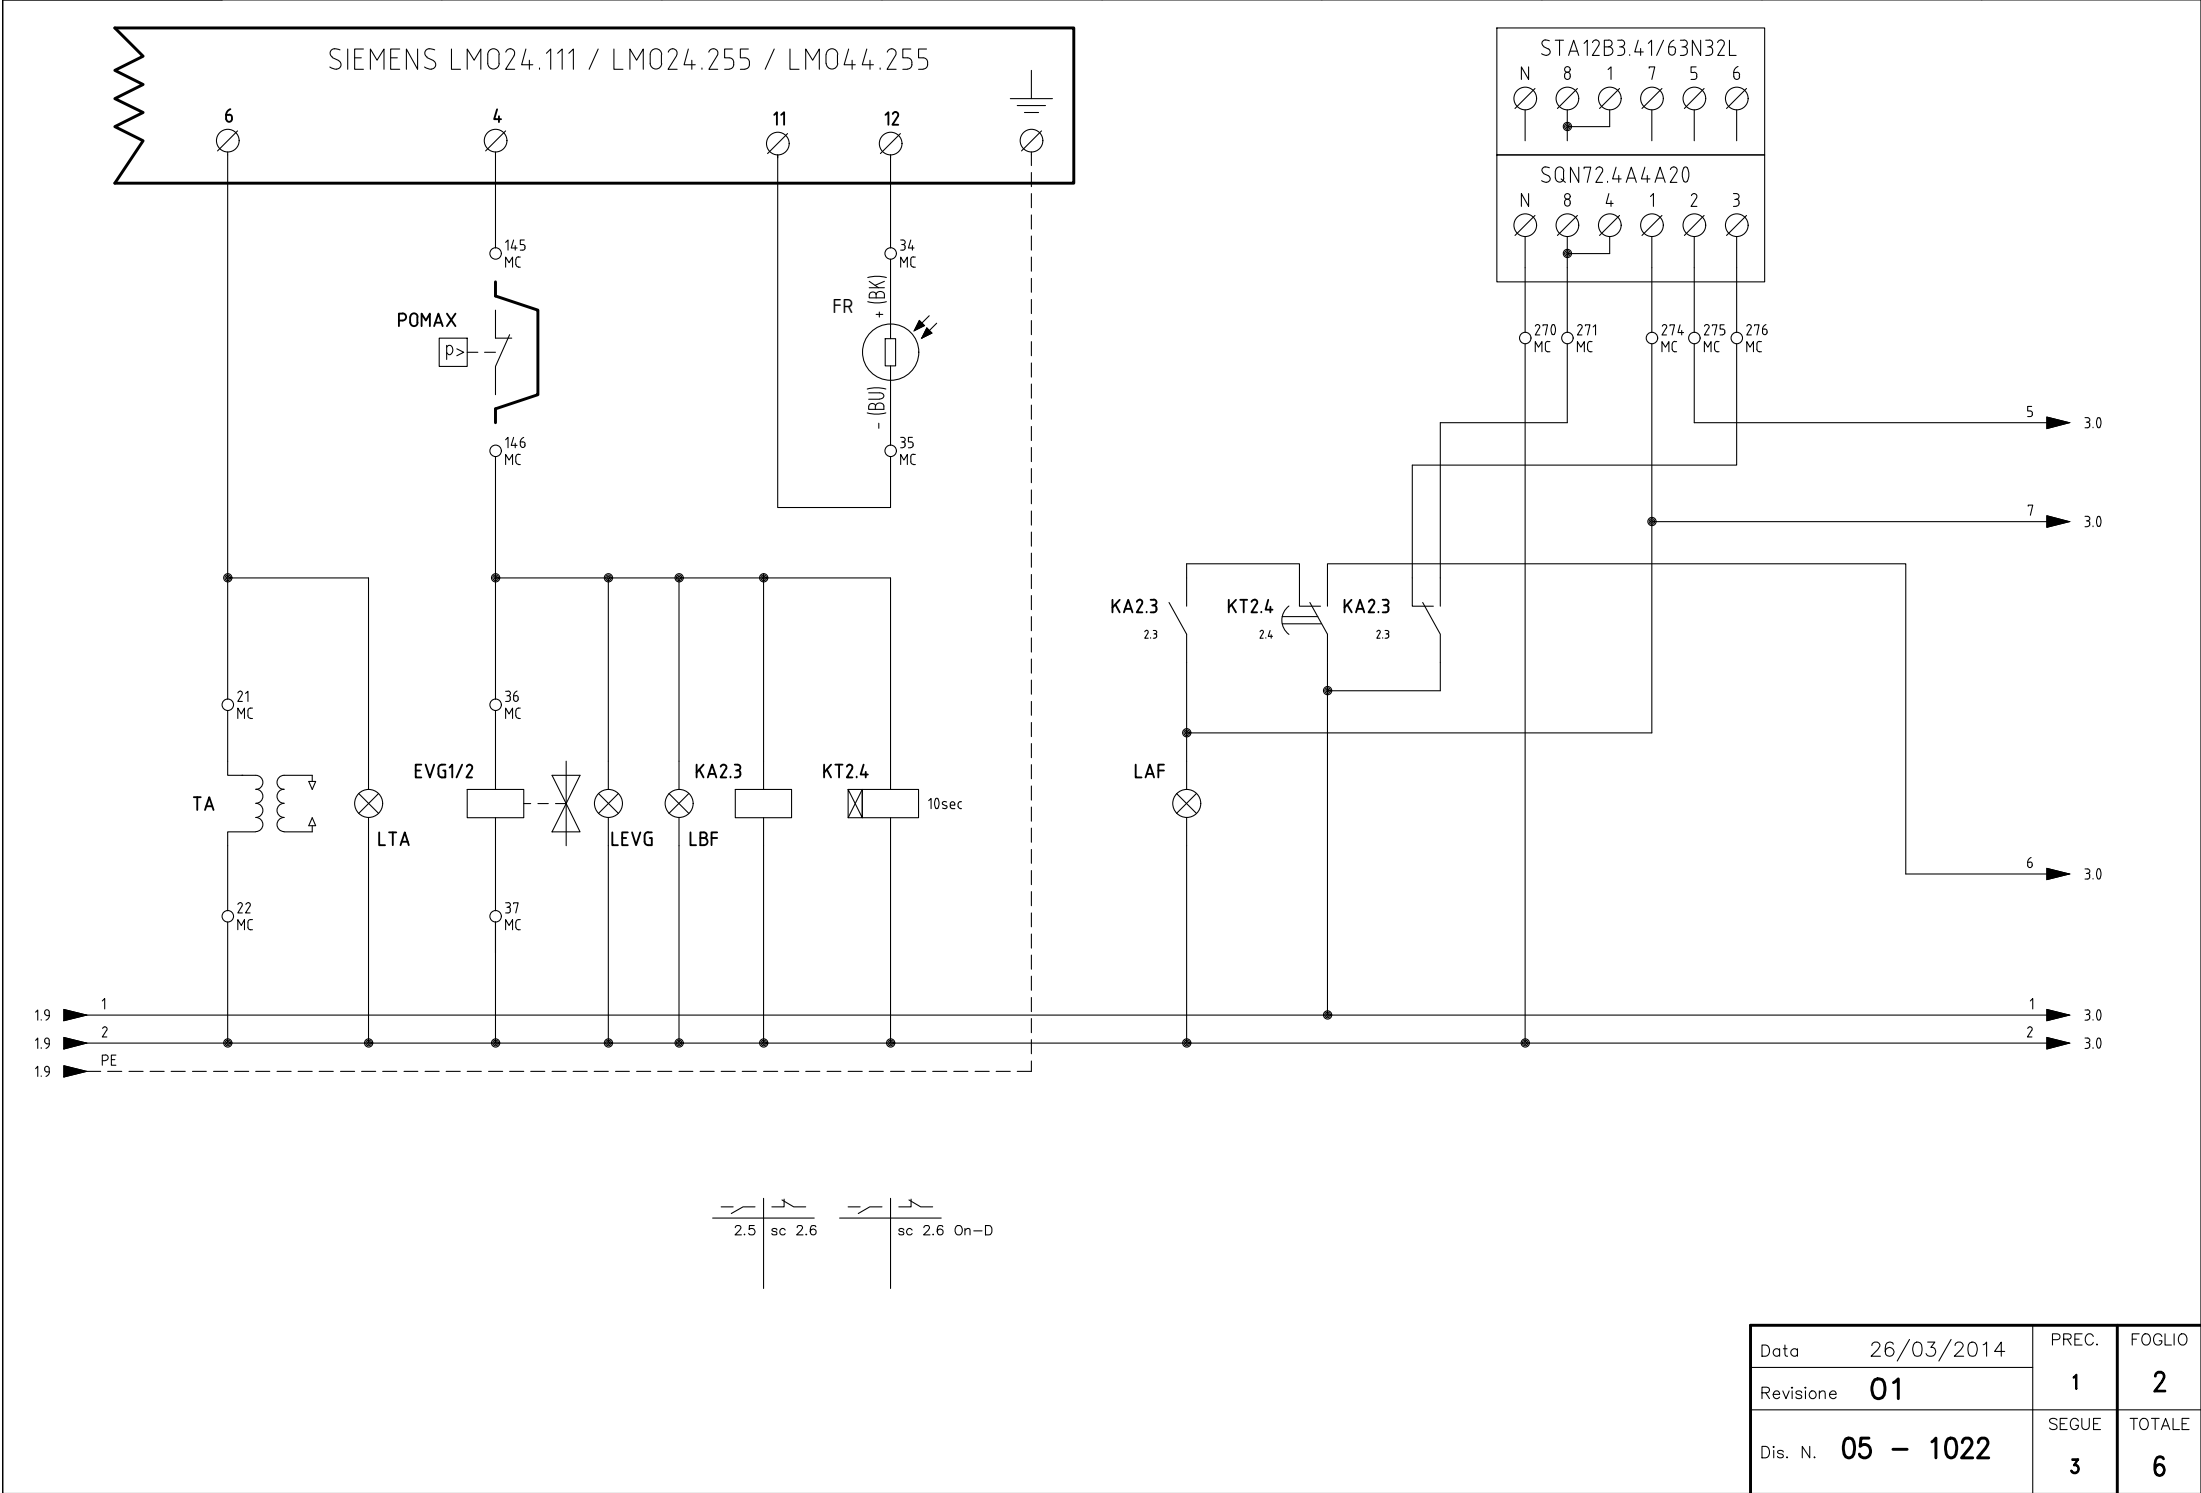 SIEMENS LMO24.111 / LMO24.255 / LMO44.255
6
4
11
12
STA12B3.41/63N32L
N 8 1 7 5 6
SQN72.4A4A20
N 8 4 1 2 3
145
MC
34
MC
+ (BK)
FR
POMAX
p>
- (BU)
146
MC
35
MC
270
MC
271
MC
274
MC
275
MC
276
MC
5
3.0
7
3.0
KA2.3
2.3
KT2.4
2.4
KA2.3
2.3
21
MC
36
MC
TA
LTA
EVG1/2
LEVG
LBF
KA2.3
KT2.4
10sec
LAF
22
MC
37
MC
6
3.0
1.9
1
1
3.0
1.9
2
2
3.0
1.9
PE
2.5 sc 2.6
sc 2.6 On-D
Data 26/03/2014
PREC.
1
FOGLIO
2
Revisione 01
Dis. N. 05 - 1022
SEGUE
3
TOTALE
6